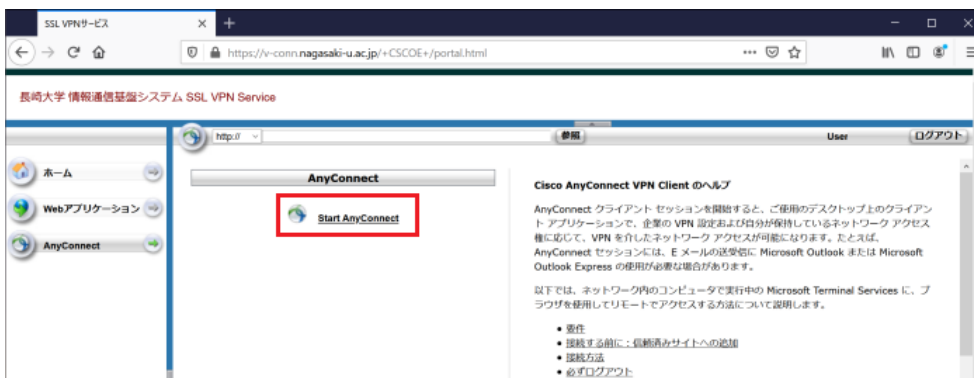 SSL VPNサービス
https://v-conn.nagasaki-u.ac.jp/+CSCOE+/portal.html
長崎大学 情報通信基盤システム SSL VPN Service
http://
参照
User
ログアウト
ホーム
Webアプリケーション
AnyConnect
AnyConnect
Start AnyConnect
Cisco AnyConnect VPN Client のヘルプ
AnyConnect クライアント セッションを開始すると、ご使用のデスクトップ上のクライアン
ト アプリケーションで、企業の VPN 設定および自分が保持しているネットワーク アクセス
権に応じて、VPN を介したネットワーク アクセスが可能になります。たとえば、
AnyConnect セッションには、E メールの送受信に Microsoft Outlook または Microsoft
Outlook Express の使用が必要な場合があります。
以下では、ネットワーク内のコンピュータで実行中の Microsoft Terminal Services に、ブ
ラウザを使用してリモートでアクセスする方法について説明します。
要件
接続する前に：信頼済みサイトへの追加
接続方法
必ずログアウト